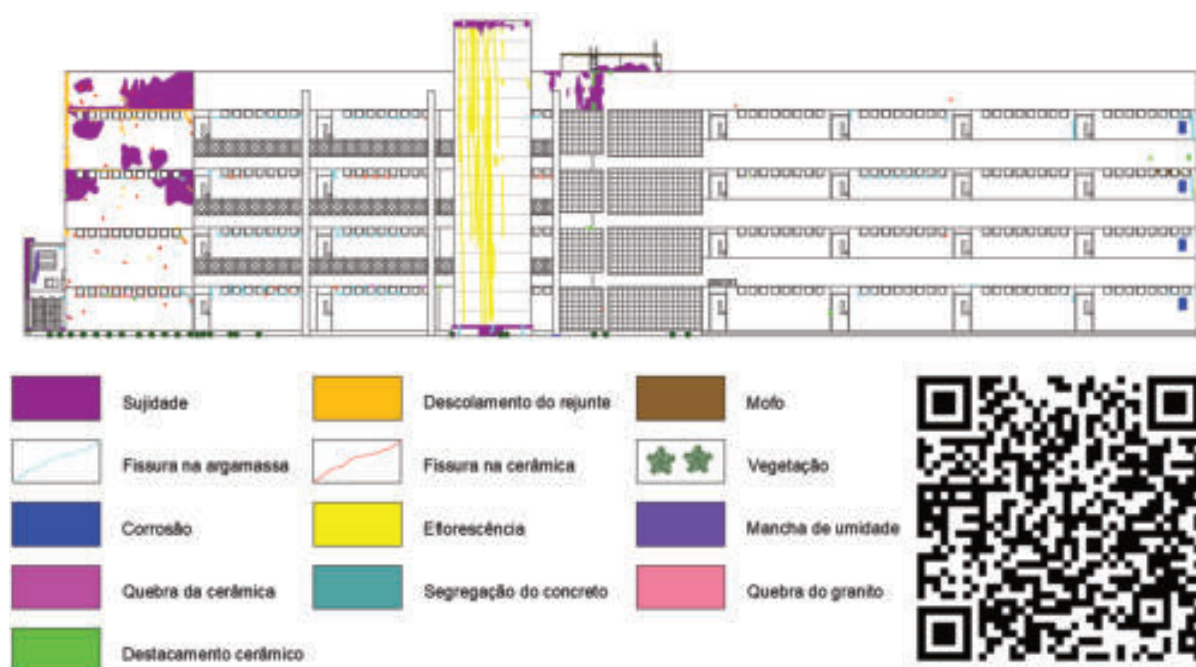 Sujidade
Descolamento do rejunte
Mofo
Fissura na argamassa
Fissura na cerâmica
Vegetação
Corrosão
Eflorescência
Mancha de umidade
Quebra da cerâmica
Segregação do concreto
Quebra do granito
Destacamento cerâmico